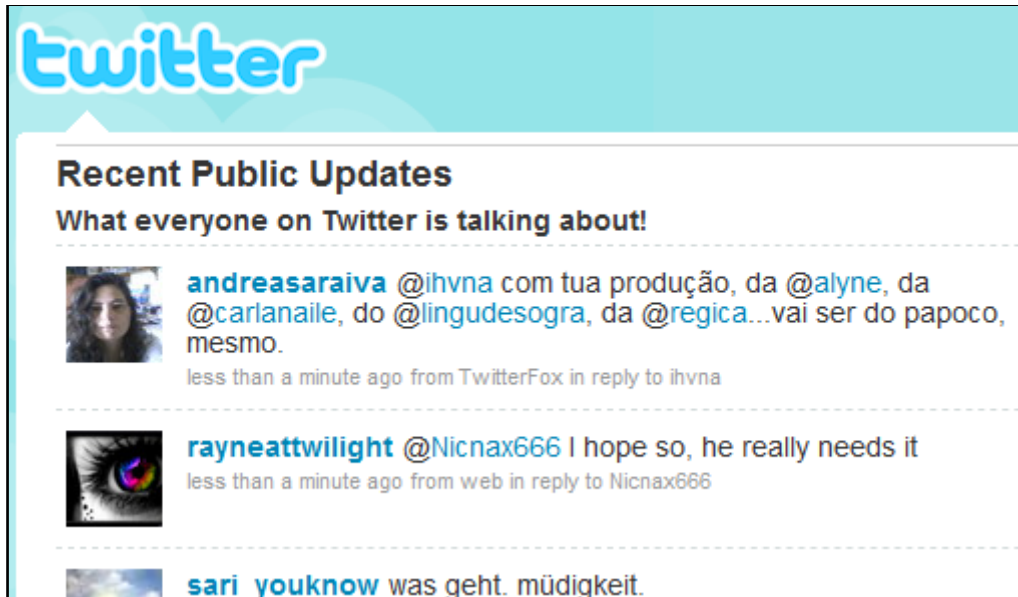 twitter
Recent Public Updates
What everyone on Twitter is talking about!
andreasaraiva @ihvna com tua produção, da @alyne, da
@carlanaile, do @lingudesogra, da @regica...vai ser do papoco,
mesmo.
less than a minute ago from TwitterFox in reply to ihvna
rayneattwilight @Nicnax666 I hope so, he really needs it
less than a minute ago from web in reply to Nicnax666
sari_youknow was geht. müdigkeit.